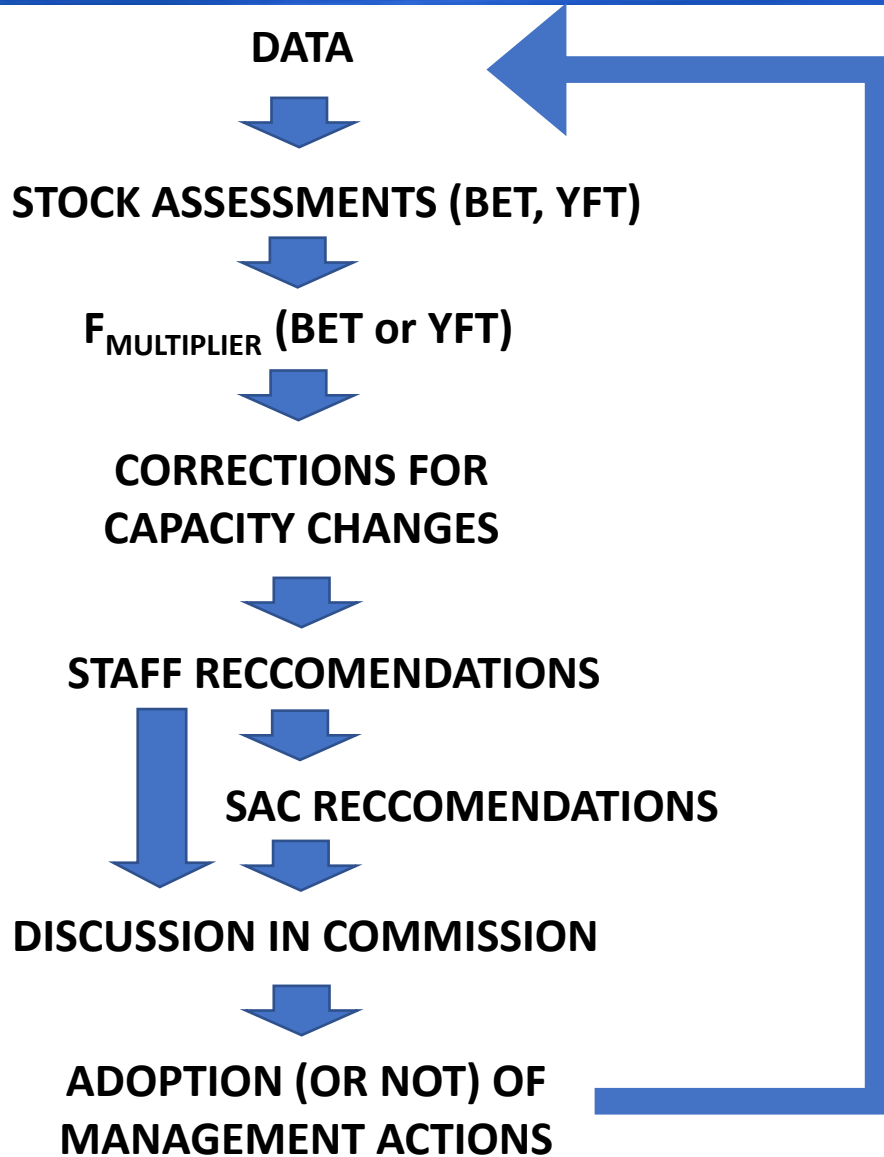 DATA
STOCK ASSESSMENTS (BET, YFT)
FMULTIPLIER (BET or YFT)
CORRECTIONS FOR
CAPACITY CHANGES
STAFF RECCOMENDATIONS
SAC RECCOMENDATIONS
DISCUSSION IN COMMISSION
ADOPTION (OR NOT) OF
MANAGEMENT ACTIONS